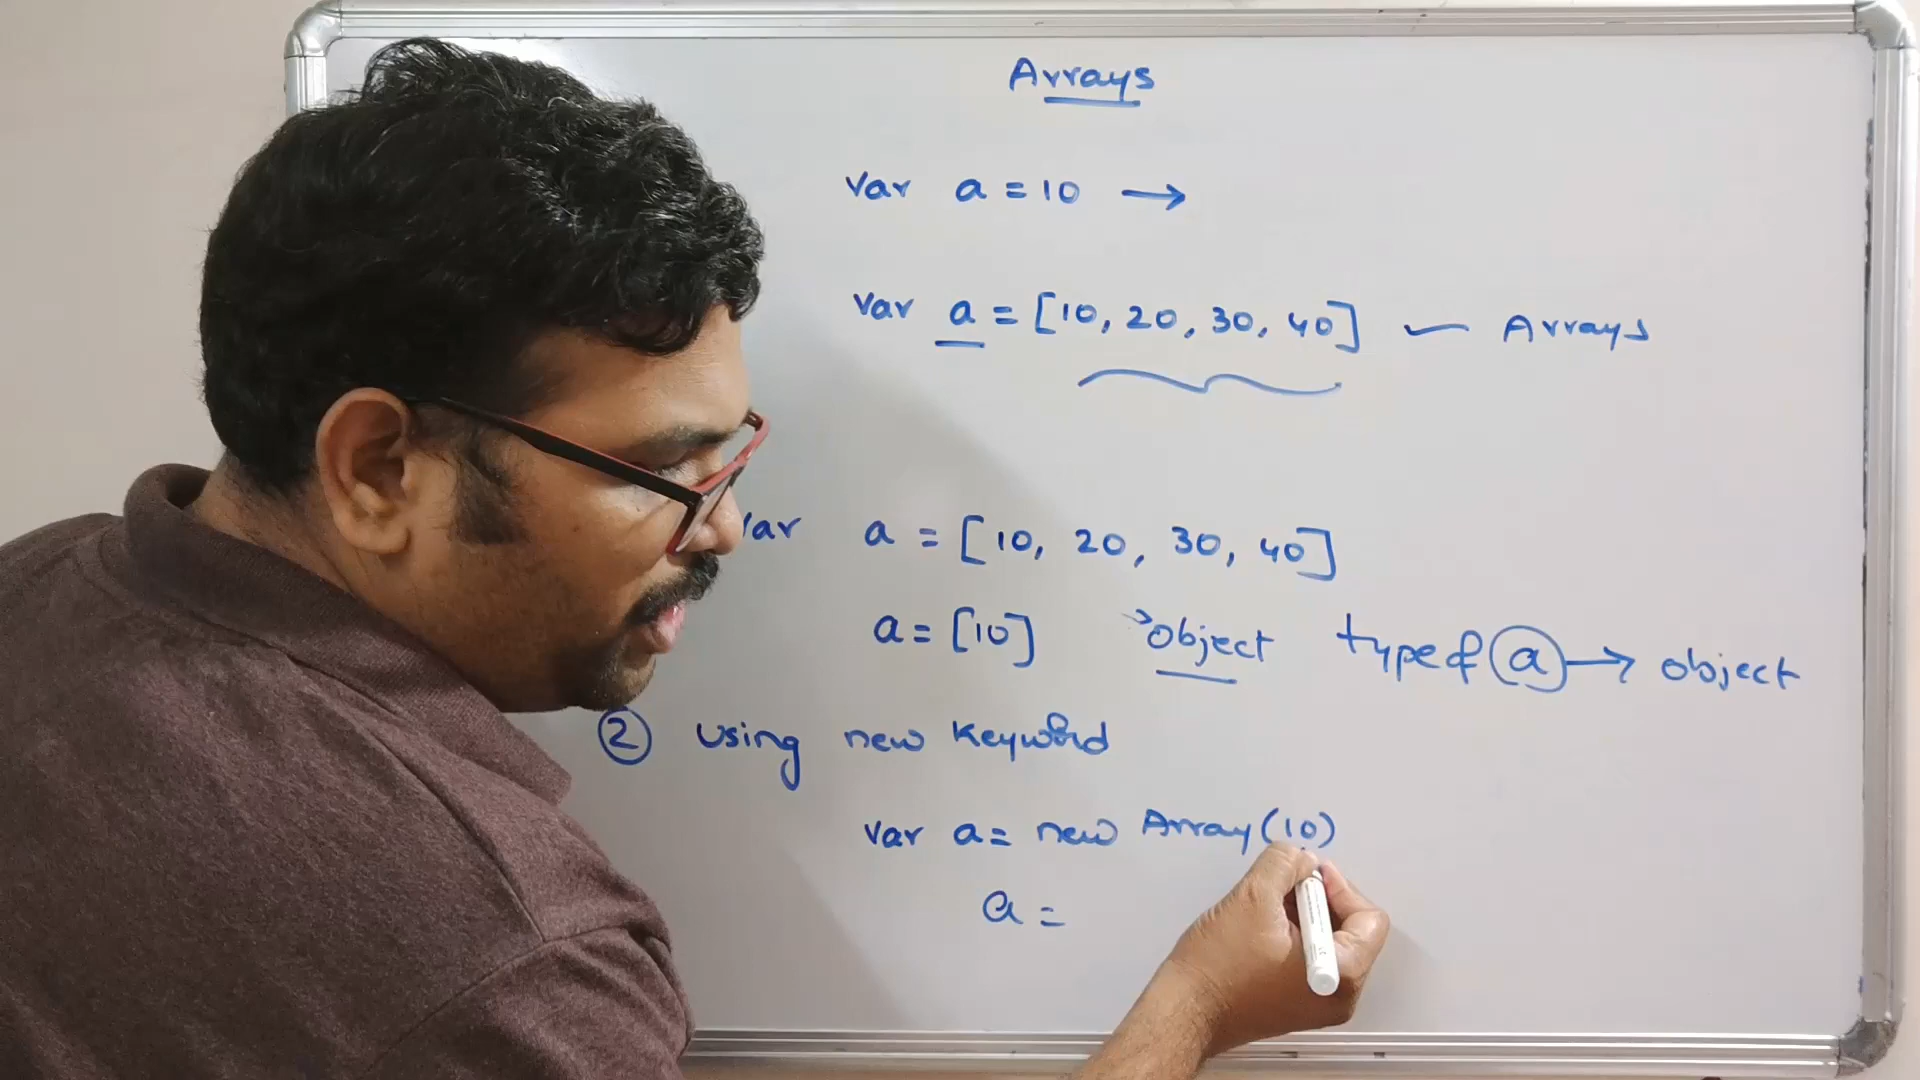 Arrays
var a = 10 →
var a = [10, 20, 30, 40] — Arrays
var a = [10, 20, 30, 40]
a = [10] → object typeof a → object
② using new keyword
var a = new Array(10)
a =